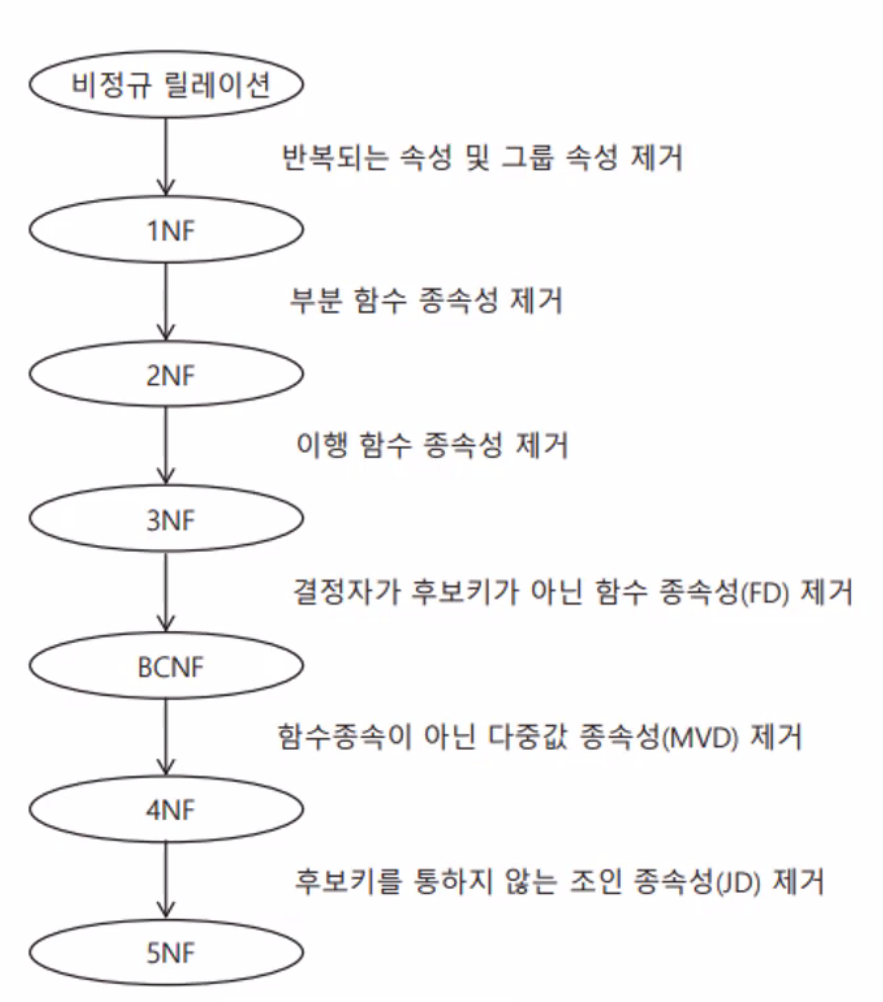 비정규 릴레이션
반복되는 속성 및 그룹 속성 제거
1NF
부분 함수 종속성 제거
2NF
이행 함수 종속성 제거
3NF
결정자가 후보키가 아닌 함수 종속성(FD) 제거
BCNF
함수종속이 아닌 다중값 종속성(MVD) 제거
4NF
후보키를 통하지 않는 조인 종속성(JD) 제거
5NF